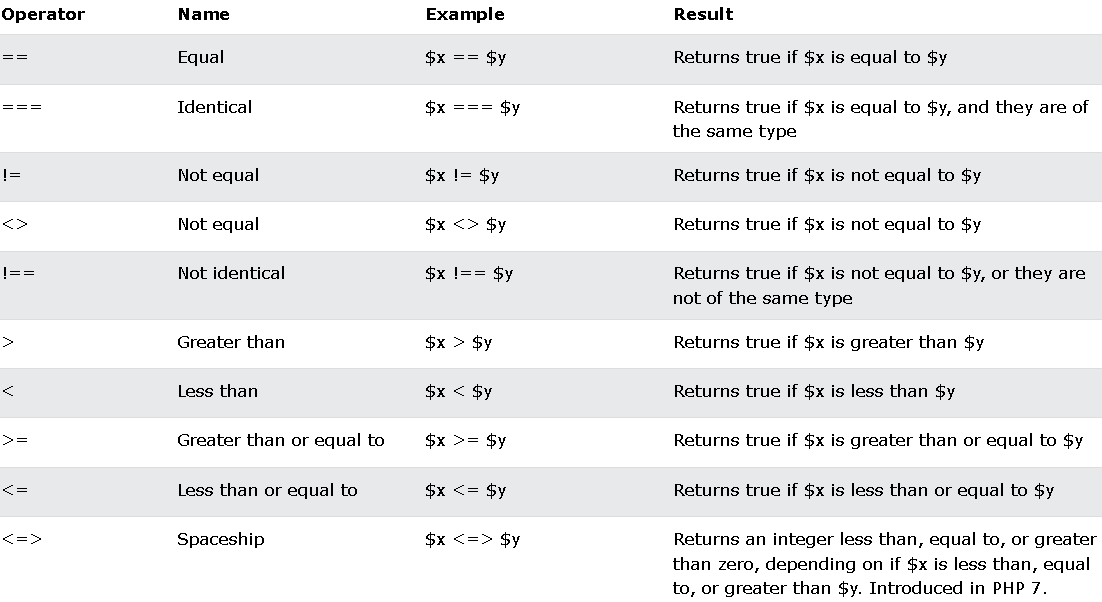 Operator Name Example Result
== Equal $x == $y Returns true if $x is equal to $y
=== Identical $x === $y Returns true if $x is equal to $y, and they are of
the same type
!= Not equal $x != $y Returns true if $x is not equal to $y
<> Not equal $x <> $y Returns true if $x is not equal to $y
!== Not identical $x !== $y Returns true if $x is not equal to $y, or they are
not of the same type
> Greater than $x > $y Returns true if $x is greater than $y
< Less than $x < $y Returns true if $x is less than $y
>= Greater than or equal to $x >= $y Returns true if $x is greater than or equal to $y
<= Less than or equal to $x <= $y Returns true if $x is less than or equal to $y
<=> Spaceship $x <=> $y Returns an integer less than, equal to, or greater
than zero, depending on if $x is less than, equal
to, or greater than $y. Introduced in PHP 7.